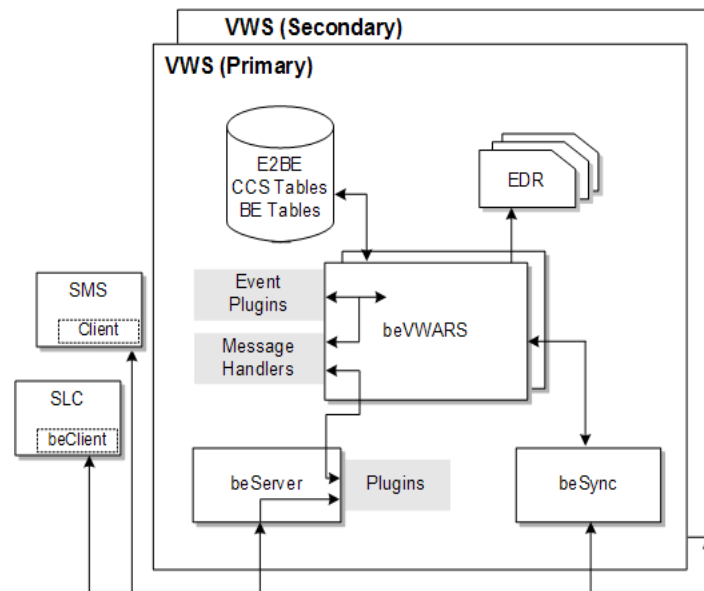 VWS (Secondary)
VWS (Primary)
E2BE
CCS Tables
BE Tables
EDR
Event
Plugins
beVWARS
Message
Handlers
SMS
Client
SLC
beClient
beServer
Plugins
beSync